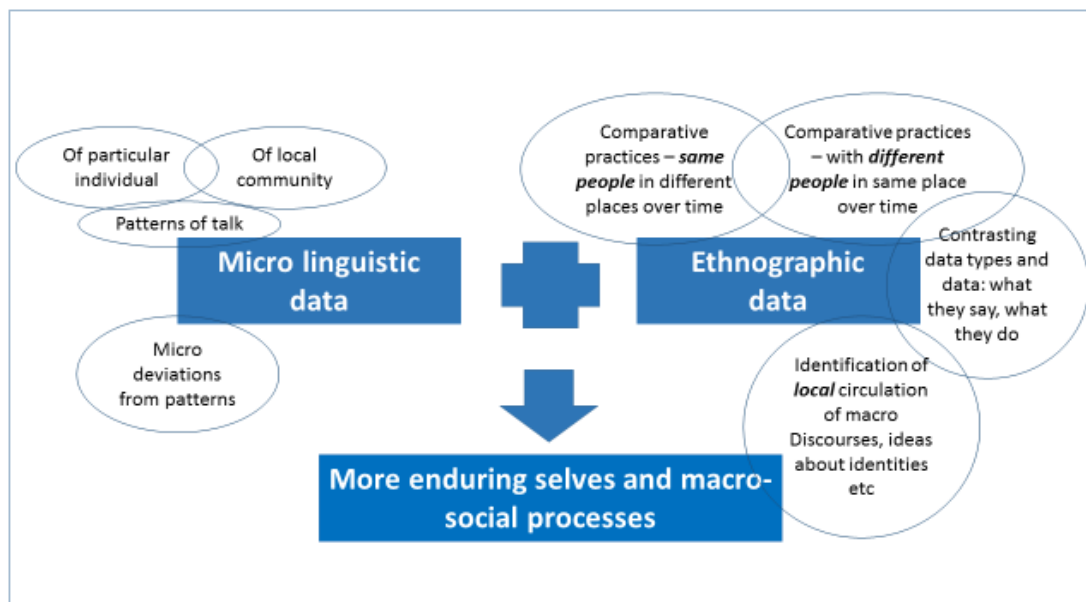 Of particular
individual
Of local
community
Patterns of talk
Micro linguistic
data
Micro
deviations
from patterns
Comparative
practices – same
people in different
places over time
Comparative practices
– with different
people in same place
over time
Ethnographic
data
Contrasting
data types and
data: what
they say, what
they do
Identification of
local circulation
of macro
Discourses, ideas
about identities
etc
More enduring selves and macro-
social processes